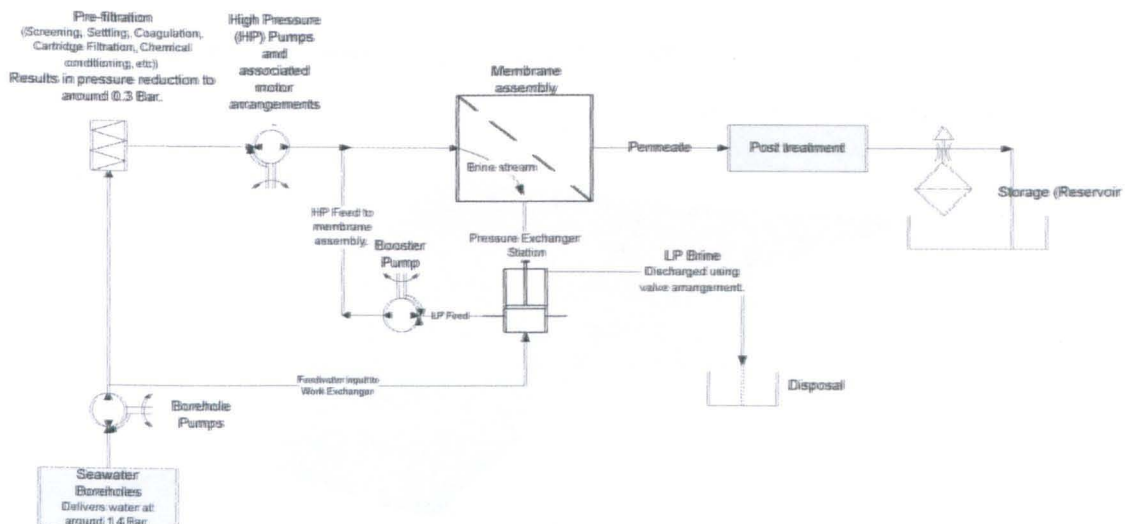 Pre-filtration
(Screening, Settling, Coagulation,
Cartridge Filtration, Chemical
conditioning, etc)
Results in pressure reduction to
around 0.3 Bar.
High Pressure
(HP) Pumps
and
associated
motor
arrangements
Membrane
assembly
Brine stream
Permeate
Post treatment
Storage (Reservoir
HP Feed to
membrane
assembly.
Booster
Pump
Pressure Exchanger
Station
LP Brine
Discharged using
valve arrangement.
LP Feed
Feedwater input to
Work Exchanger
Disposal
Borehole
Pumps
Seawater
Boreholes
Delivers water at
around 1.4 Bar